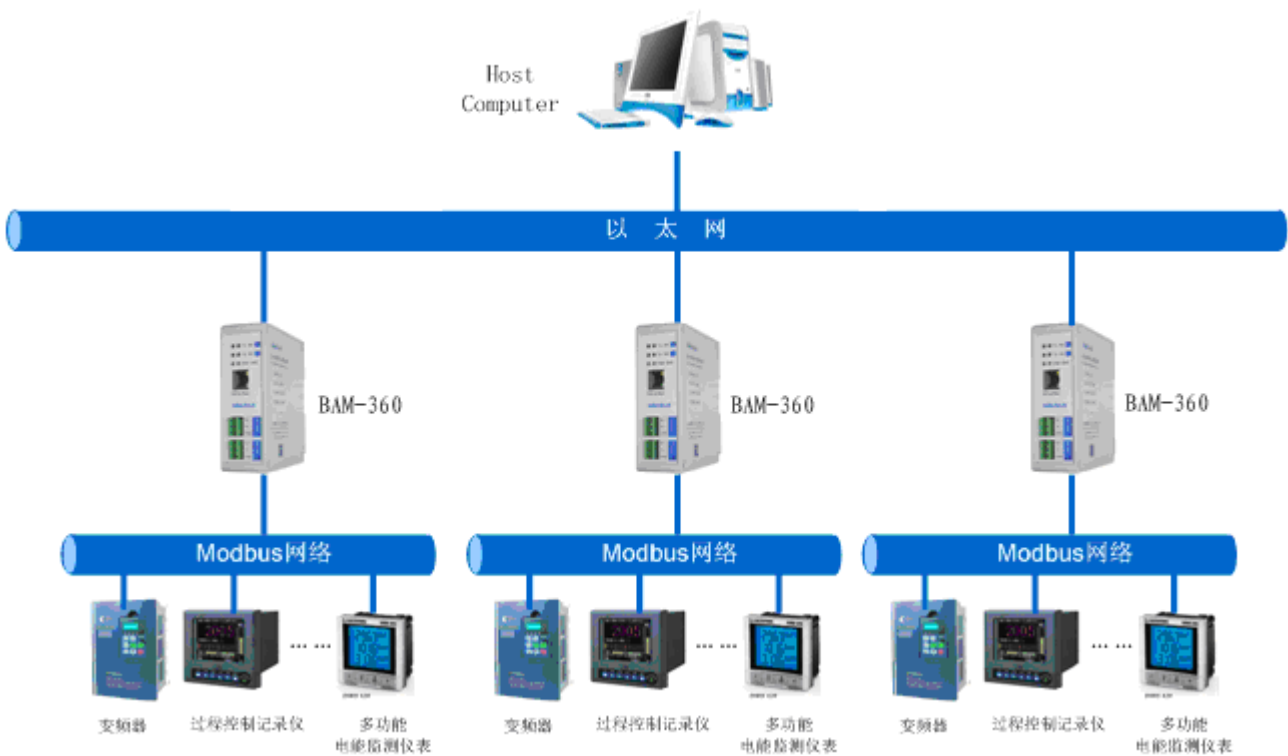 Host
Computer
以 太 网
BAM-360
BAM-360
BAM-360
Modbus网络
Modbus网络
Modbus网络
变频器
过程控制记录仪
多功能
电能监测仪表
变频器
过程控制记录仪
多功能
电能监测仪表
变频器
过程控制记录仪
多功能
电能监测仪表